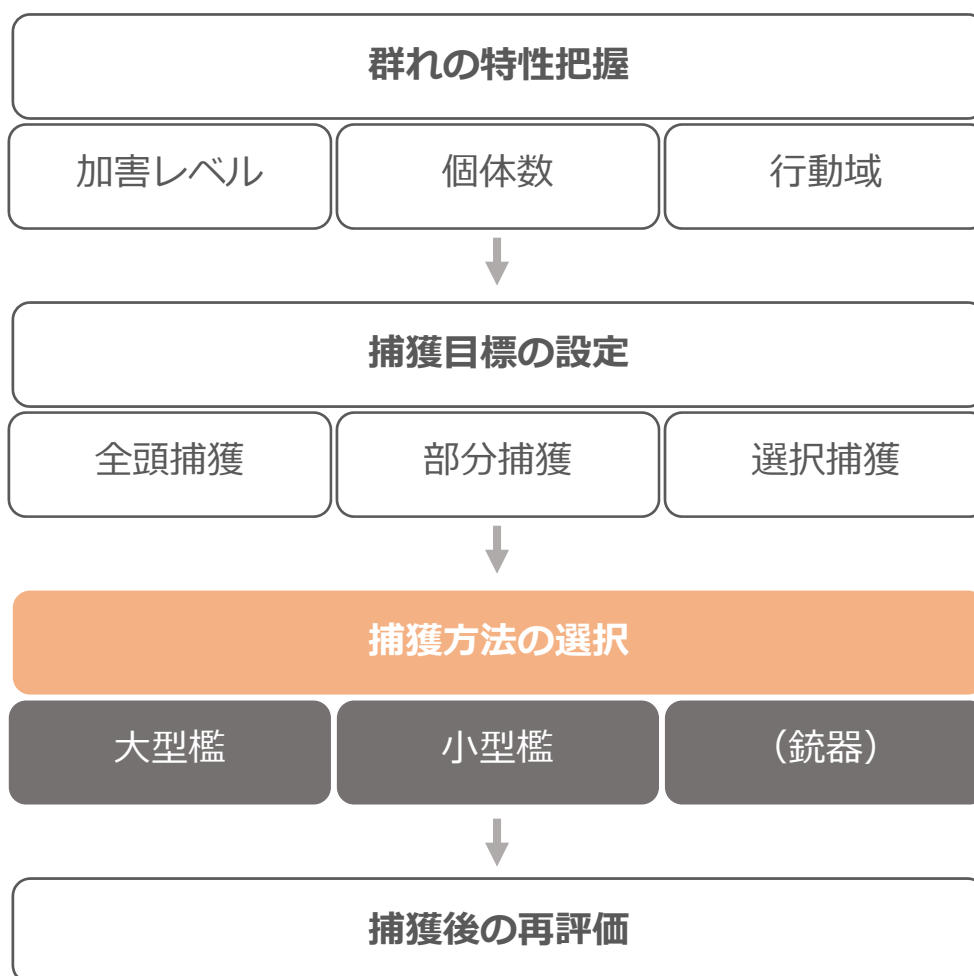 群れの特性把握
加害レベル 個体数 行動域
捕獲目標の設定
全頭捕獲 部分捕獲 選択捕獲
捕獲方法の選択
大型檻 小型檻 （銃器）
捕獲後の再評価